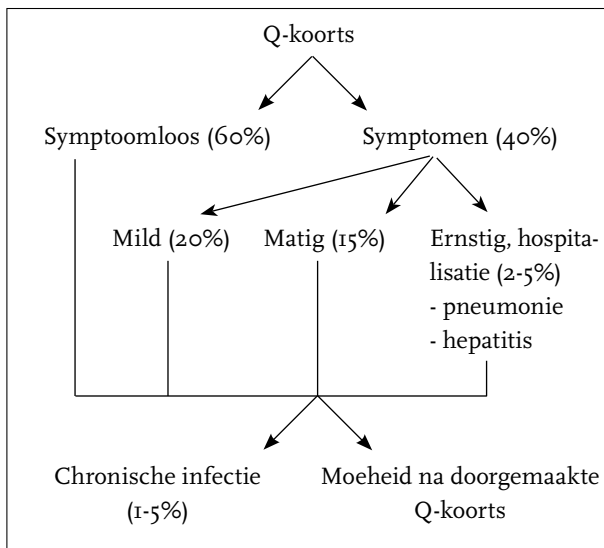 Q-koorts
Symptoomloos (60%) Symptomen (40%)
Mild (20%) Matig (15%) Ernstig, hospita-
lisatie (2-5%)
- pneumonie
- hepatitis
Chronische infectie
(1-5%)
Moeheid na doorgemaakte
Q-koorts